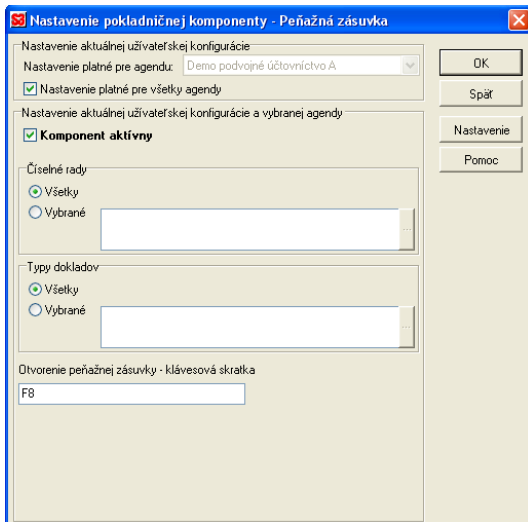 Nastavenie pokladničnej komponenty - Peňažná zásuvka
Nastavenie aktuálnej užívateľskej konfigurácie
Nastavenie platné pre agendu: Demo podvojné účtovníctvo A
Nastavenie platné pre všetky agendy
OK
Späť
Nastavenie
Pomoc
Nastavenie aktuálnej užívateľskej konfigurácie a vybranej agendy
Komponent aktívny
Číselné rady
Všetky
Vybrané
...
Typy dokladov
Všetky
Vybrané
...
Otvorenie peňažnej zásuvky - klávesová skratka
F8